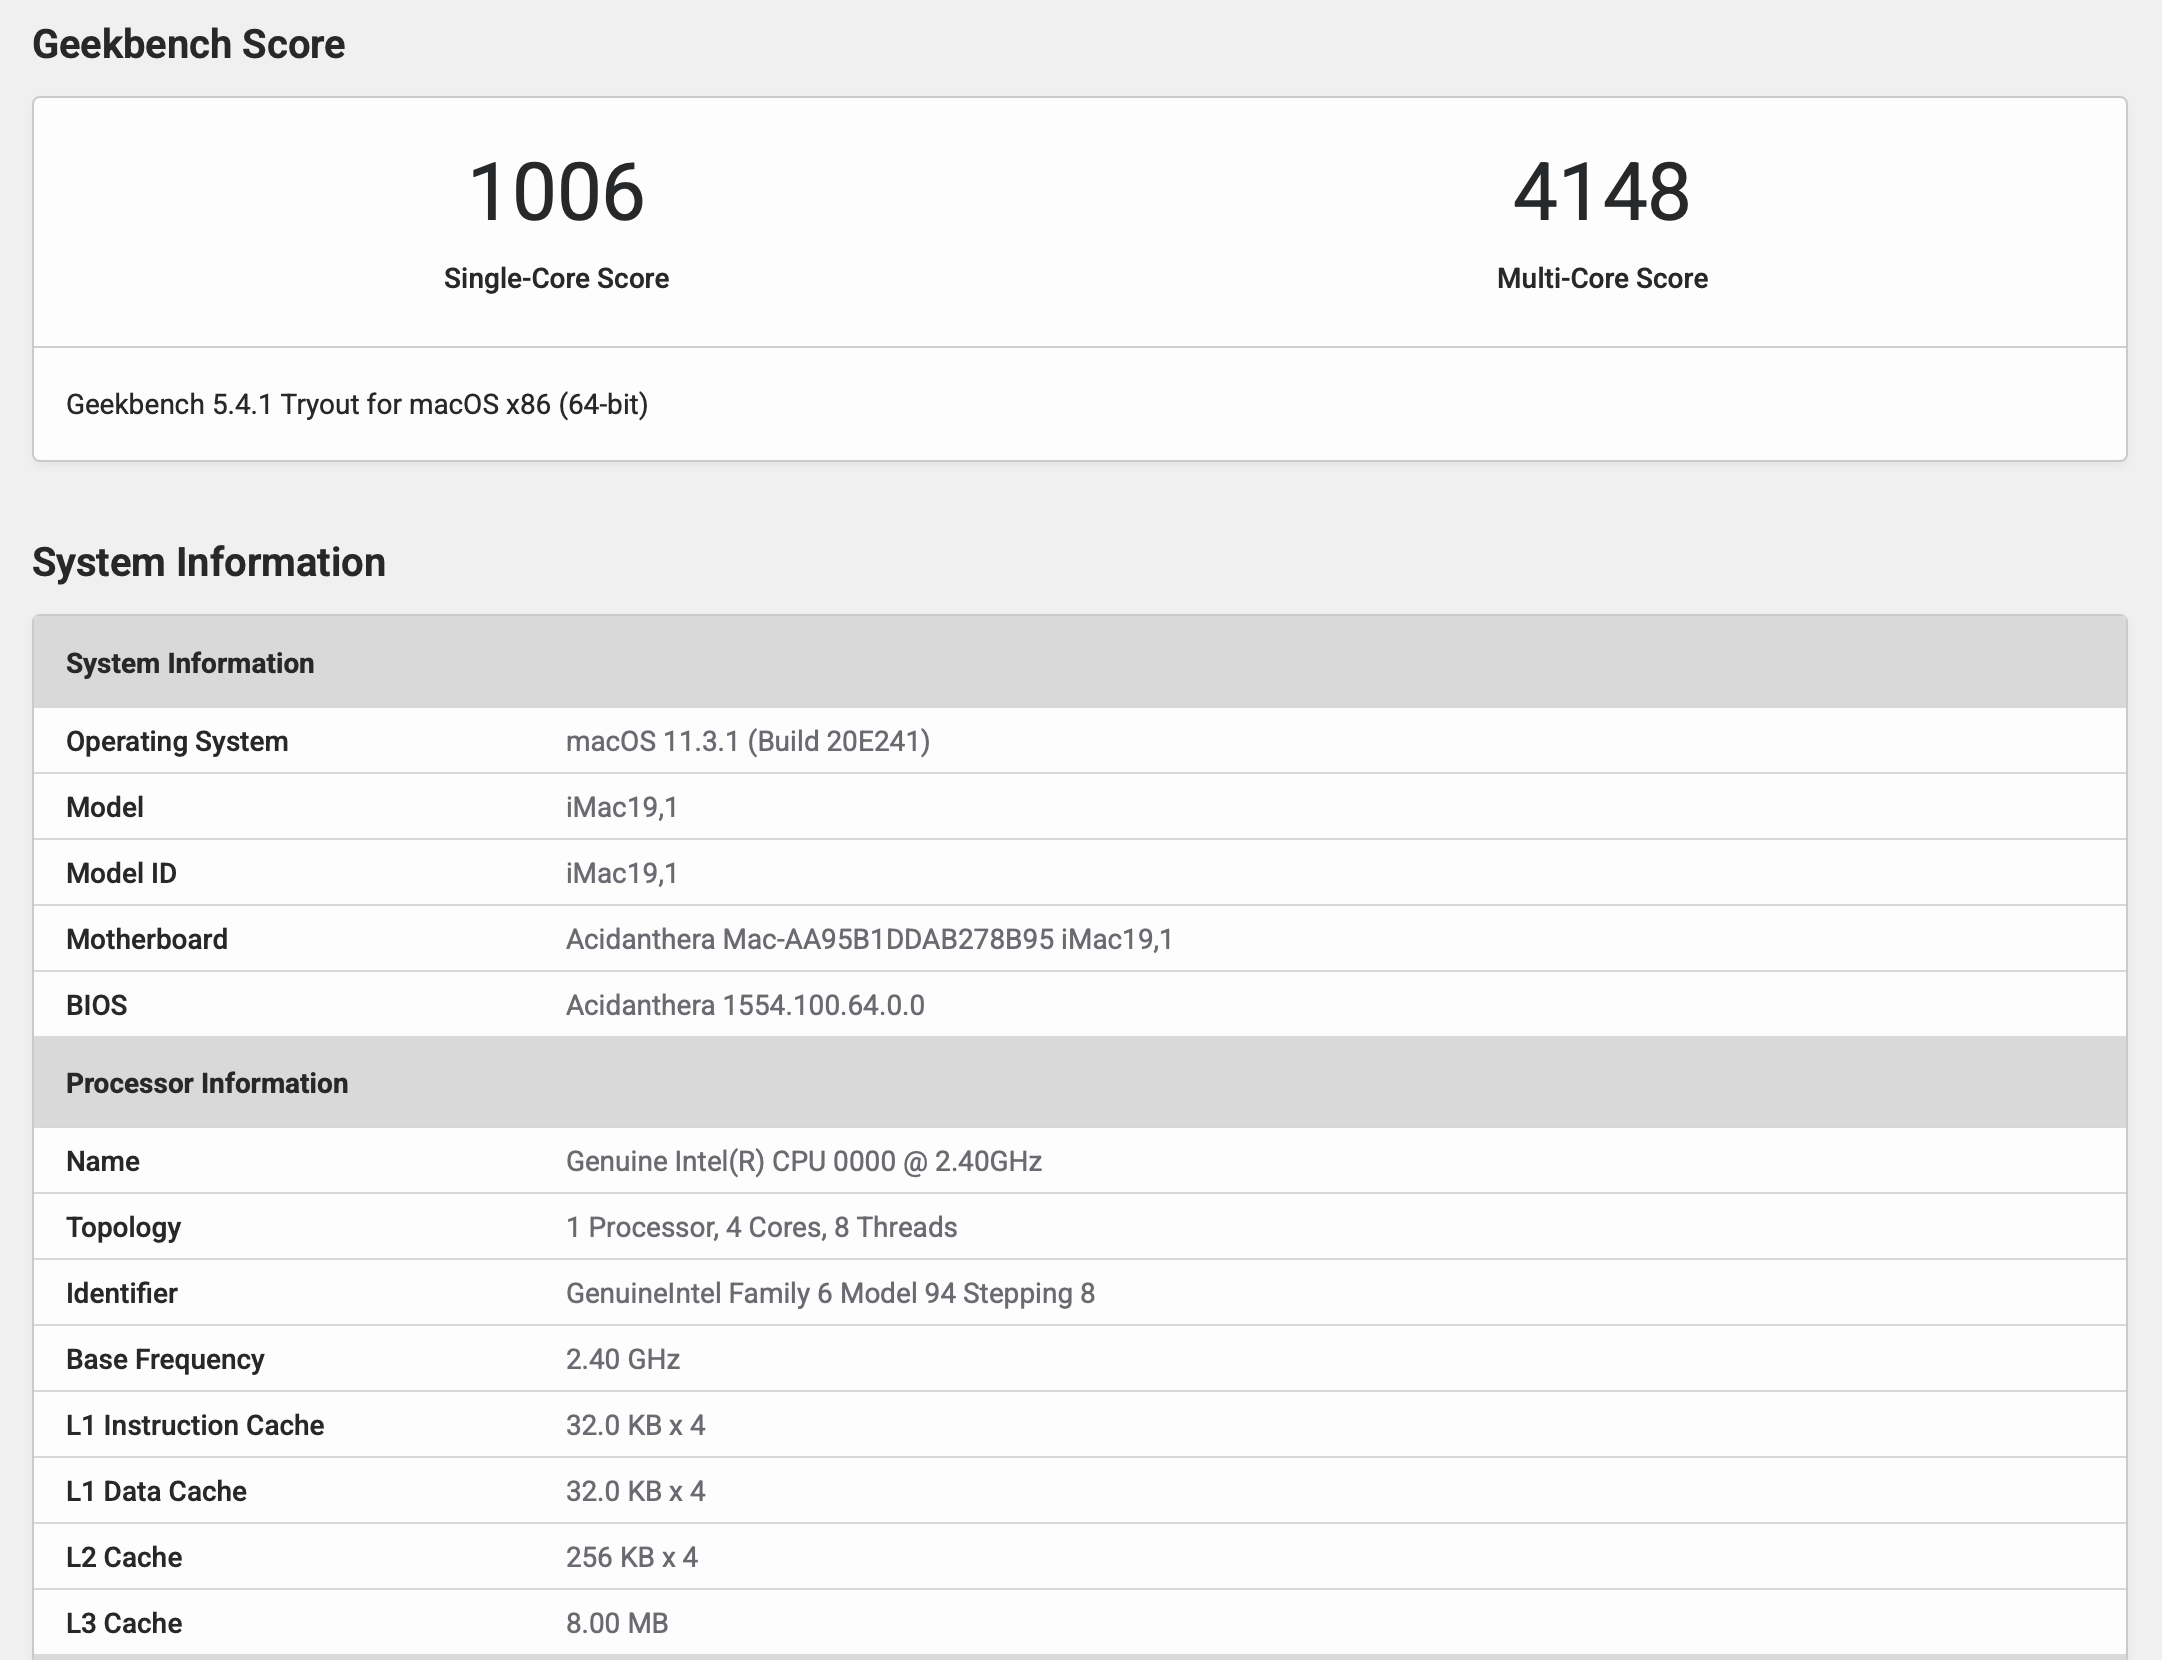 Geekbench Score
1006
Single-Core Score
4148
Multi-Core Score
Geekbench 5.4.1 Tryout for macOS x86 (64-bit)
System Information
System Information
Operating System macOS 11.3.1 (Build 20E241)
Model iMac19,1
Model ID iMac19,1
Motherboard Acidanthera Mac-AA95B1DDAB278B95 iMac19,1
BIOS Acidanthera 1554.100.64.0.0
Processor Information
Name Genuine Intel(R) CPU 0000 @ 2.40GHz
Topology 1 Processor, 4 Cores, 8 Threads
Identifier GenuineIntel Family 6 Model 94 Stepping 8
Base Frequency 2.40 GHz
L1 Instruction Cache 32.0 KB x 4
L1 Data Cache 32.0 KB x 4
L2 Cache 256 KB x 4
L3 Cache 8.00 MB